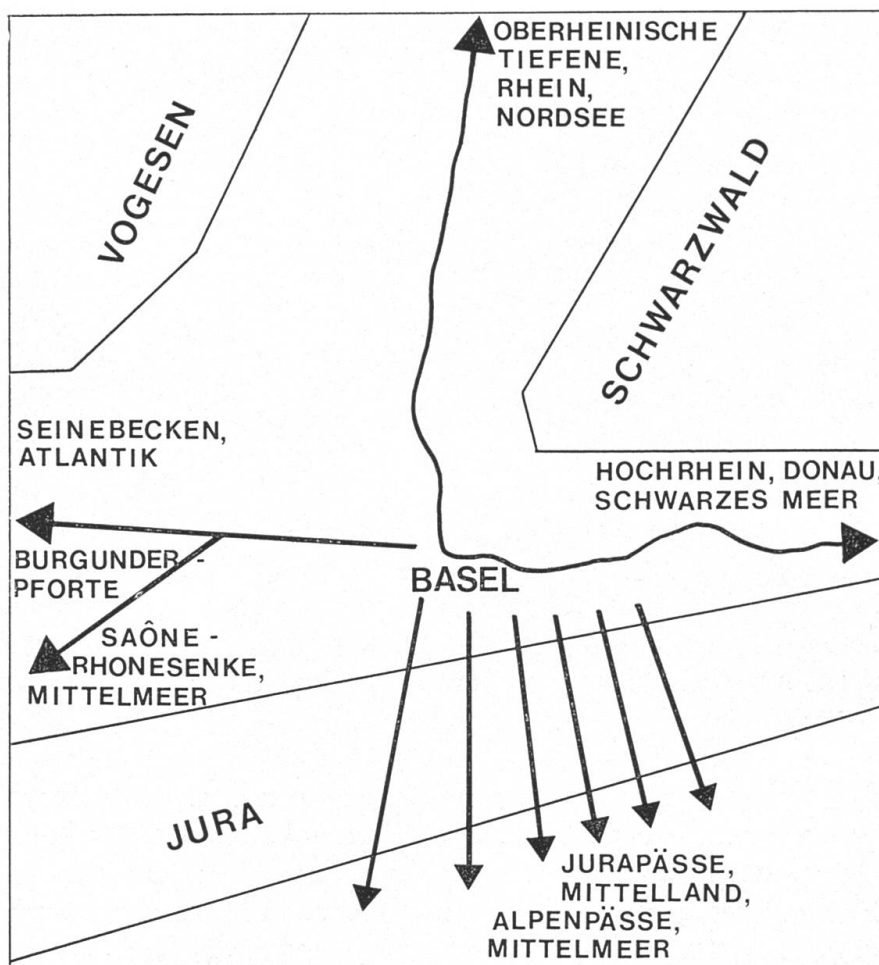 OBERHEINISCHE
TIEFENE,
RHEIN,
NORDSEE
VOGESEN
SCHWARZWALD
SEINEBECKEN,
ATLANTIK
HOCHRHEIN, DONAU,
SCHWARZES MEER
BURGUNDER-
PFORTE
BASEL
SAÔNE-
RHONESENKE,
MITTELMEER
JURA
JURAPÄSSE,
MITTELLAND,
ALPENPÄSSE,
MITTELMEER